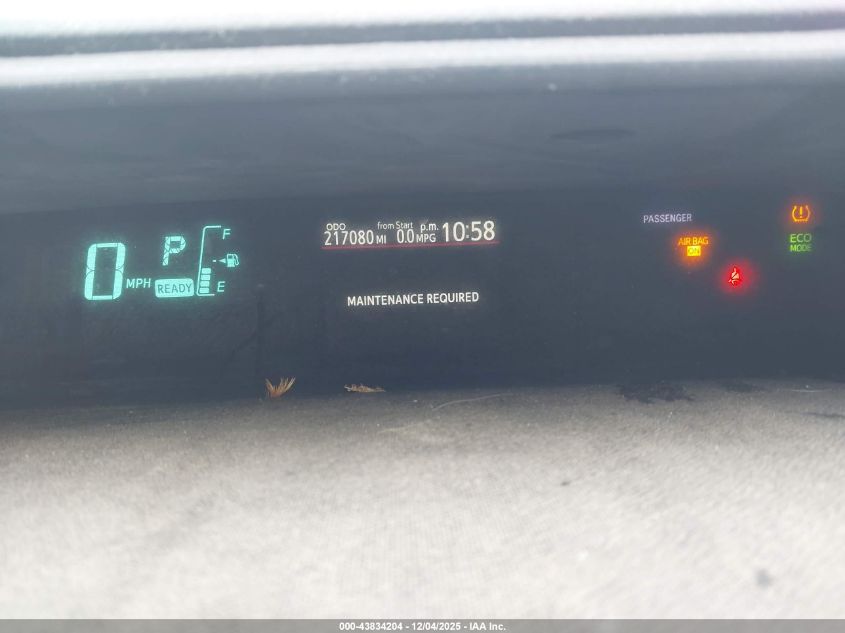 0 MPH
P
READY
F
E
ODO from Start p.m. 10:58
217080 MI 0.0 MPG
MAINTENANCE REQUIRED
PASSENGER
AIR BAG
ON
ECO
MODE
000-43834204 - 12/04/2025 - IAA Inc.